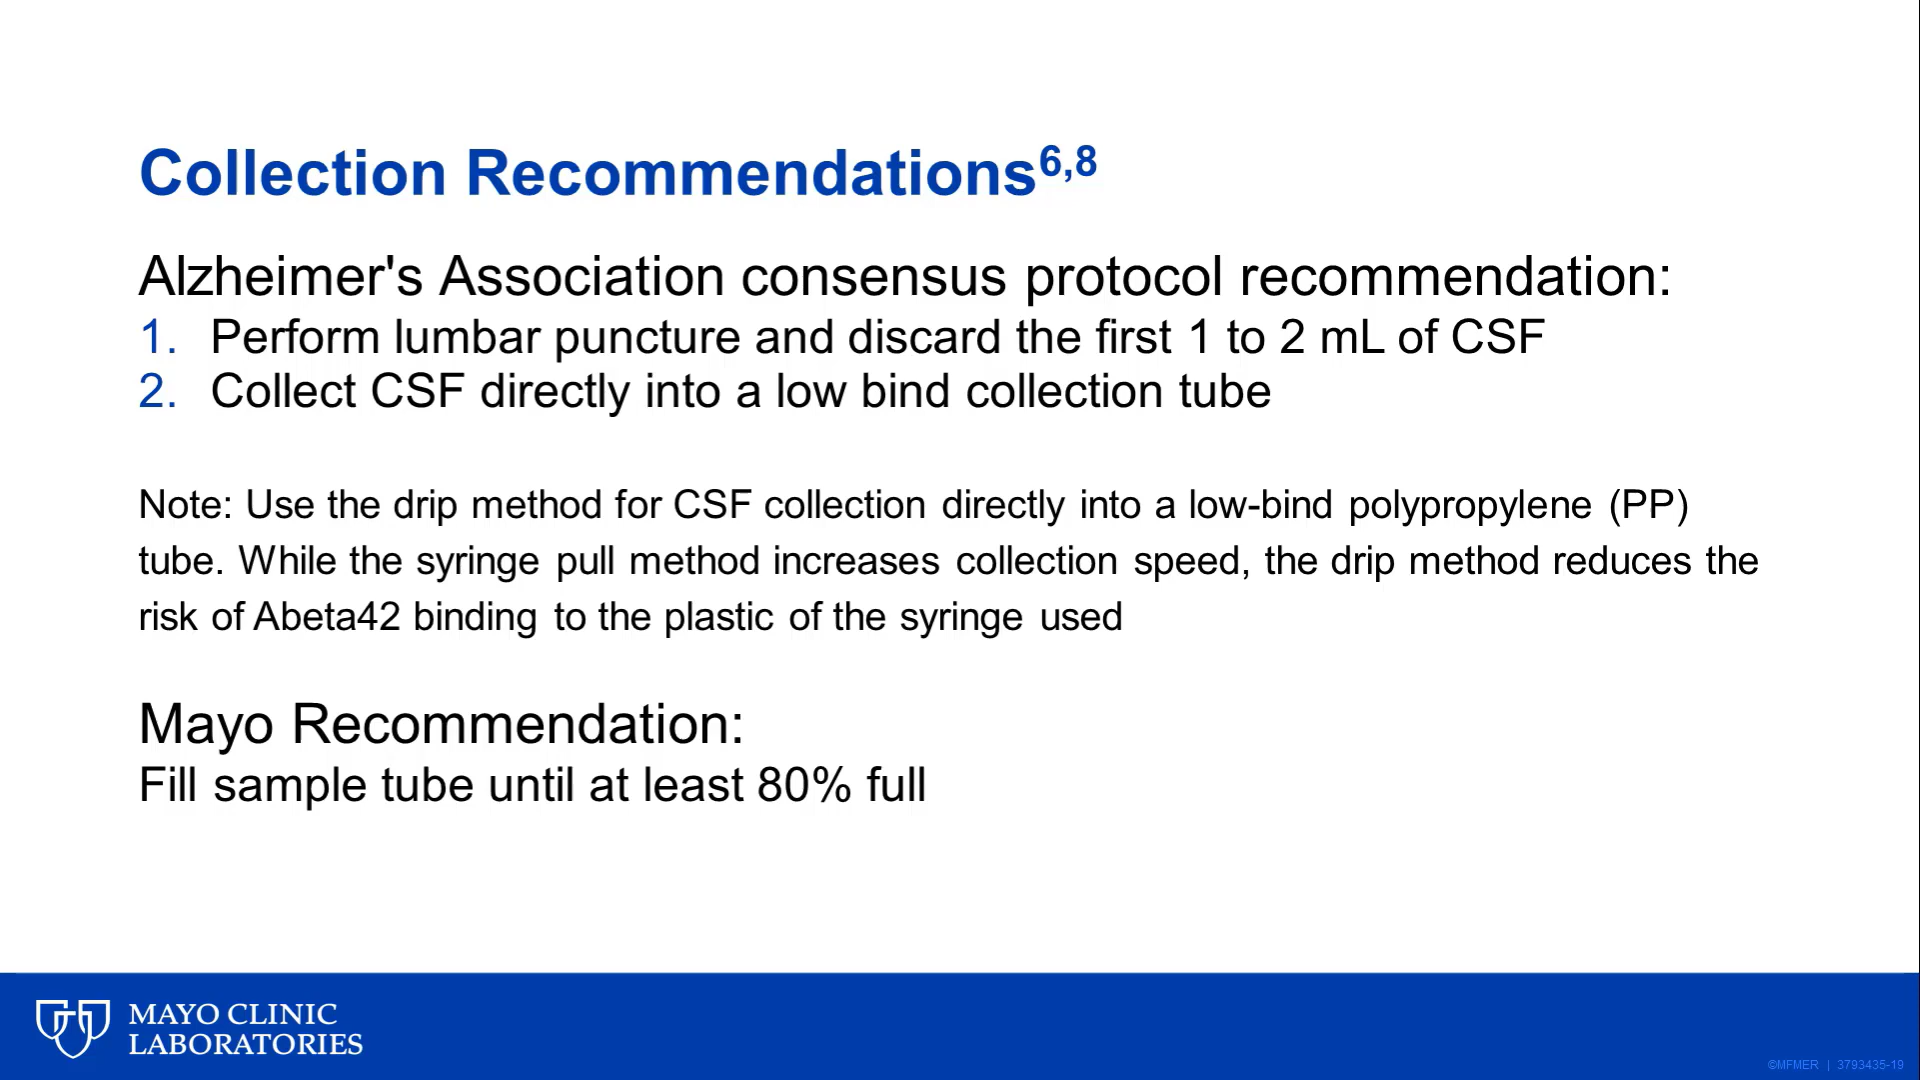 Collection Recommendations6,8
Alzheimer's Association consensus protocol recommendation:
1. Perform lumbar puncture and discard the first 1 to 2 mL of CSF
2. Collect CSF directly into a low bind collection tube
Note: Use the drip method for CSF collection directly into a low-bind polypropylene (PP)
tube. While the syringe pull method increases collection speed, the drip method reduces the
risk of Abeta42 binding to the plastic of the syringe used
Mayo Recommendation:
Fill sample tube until at least 80% full
MAYO CLINIC
LABORATORIES
©MFMER | 3793435-19